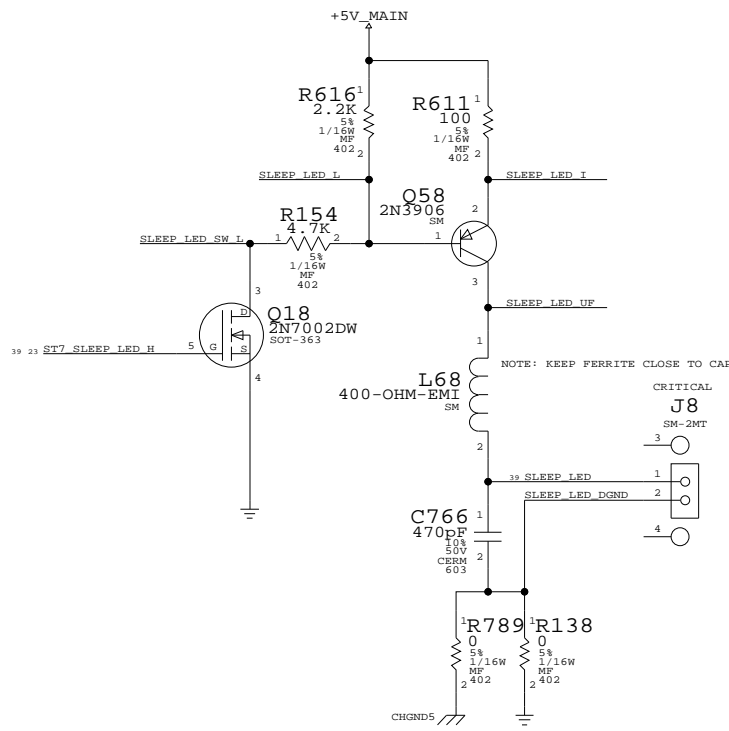 +5V_MAIN
R616
2.2K
5%
1/16W
MF
402
1
2
R611
100
5%
1/16W
MF
402
1
2
SLEEP_LED_L
SLEEP_LED_I
Q58
2N3906
SM
2
1
3
R154
4.7K
5%
1/16W
MF
402
1
2
SLEEP_LED_SW_L
3
D
Q18
2N7002DW
SOT-363
SLEEP_LED_UF
39 23 ST7_SLEEP_LED_H
5
G
S
4
1
L68
400-OHM-EMI
SM
2
NOTE: KEEP FERRITE CLOSE TO CAP
CRITICAL
J8
SM-2MT
3
39 SLEEP_LED
1
SLEEP_LED_DGND
2
4
C766
470pF
10%
50V
CERM
603
1
2
R789
0
5%
1/16W
MF
402
1
2
R138
0
5%
1/16W
MF
402
1
2
CHGND5